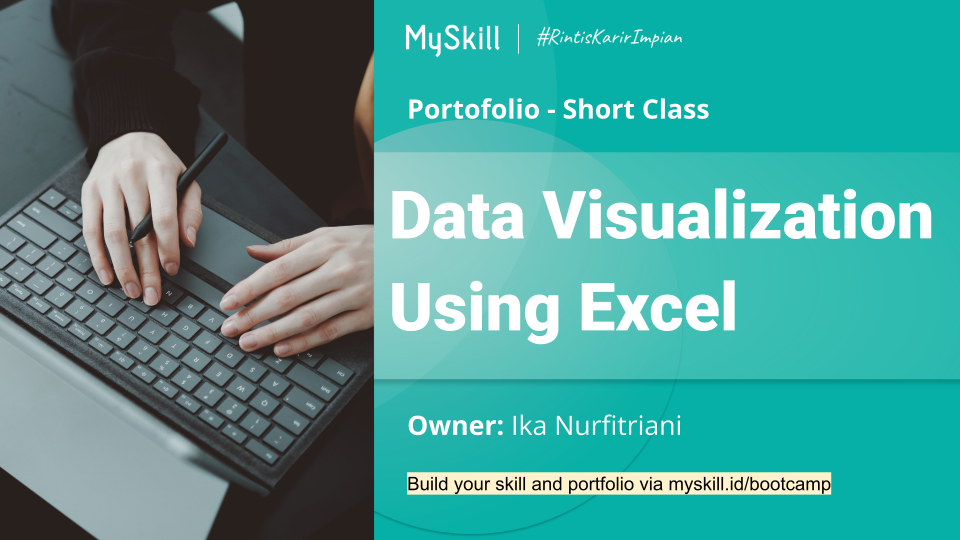 MySkill | #RintisKarirImpian
Portofolio - Short Class
Data Visualization
Using Excel
Owner: Ika Nurfitriani
Build your skill and portfolio via myskill.id/bootcamp